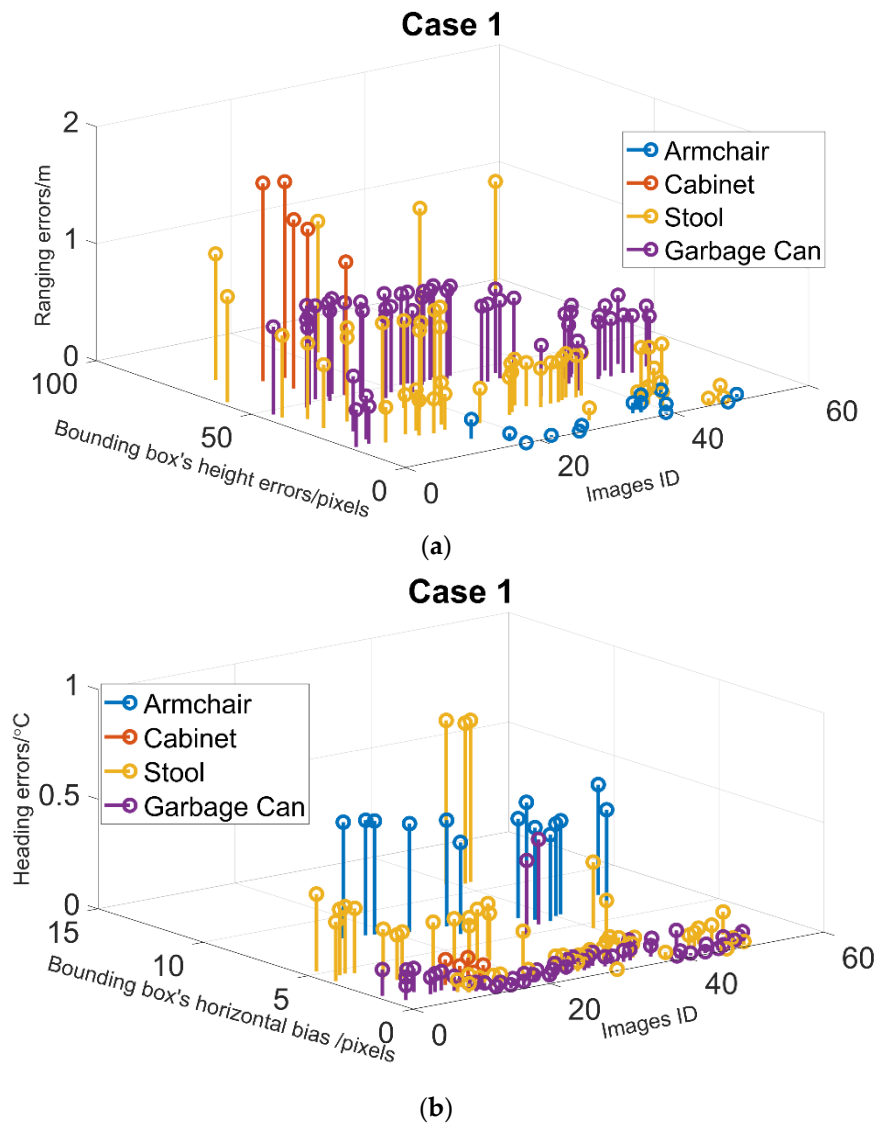 Case 1
2
1
0
Ranging errors/m
100
50
0
Bounding box's height errors/pixels
0
20
40
60
Images ID
Armchair
Cabinet
Stool
Garbage Can
(a)
Case 1
1
0.5
0
Heading errors/°C
15
10
5
0
Bounding box's horizontal bias /pixels
0
20
40
60
Images ID
Armchair
Cabinet
Stool
Garbage Can
(b)